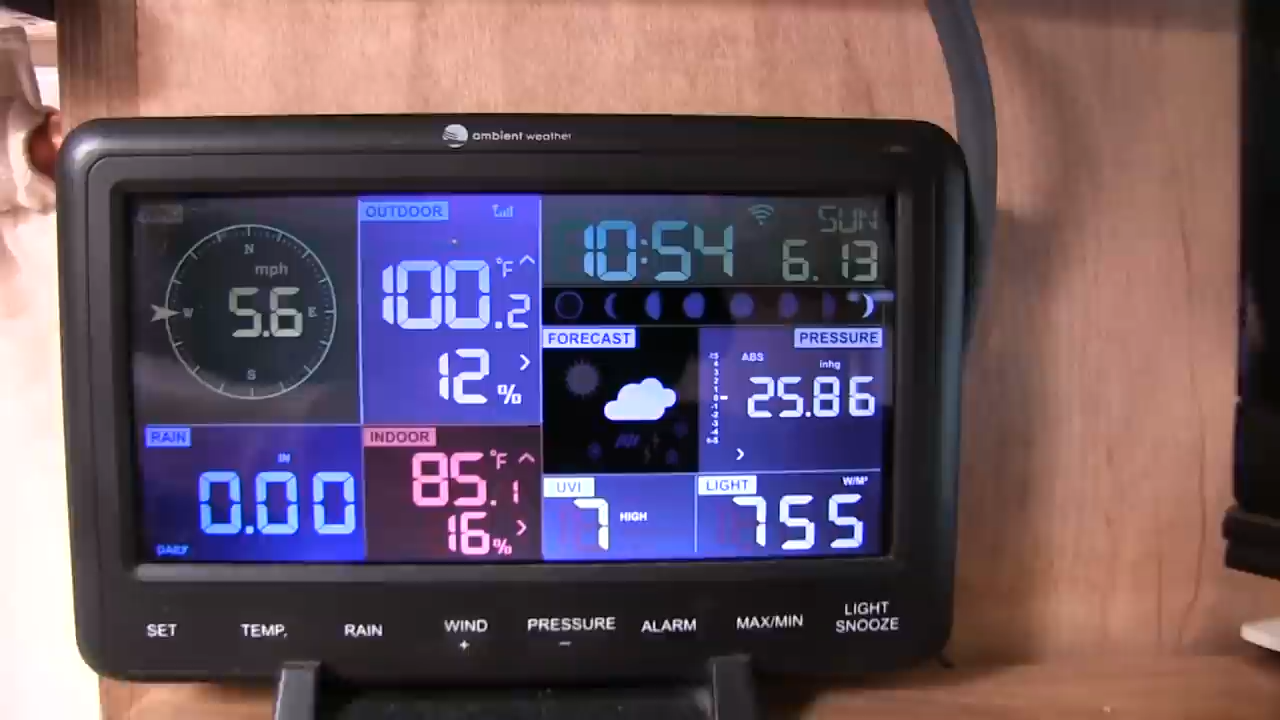 ambient weather
N
mph
5.6
W
E
S
OUTDOOR
100.2 °F
12 %
10:54
SUN
6. 13
FORECAST
PRESSURE
ABS
inhg
25.86
RAIN
IN
0.00
DAILY
INDOOR
85.1 °F
16 %
UVI
7 HIGH
LIGHT
W/M²
755
SET
TEMP.
RAIN
WIND
+
PRESSURE
−
ALARM
MAX/MIN
LIGHT
SNOOZE